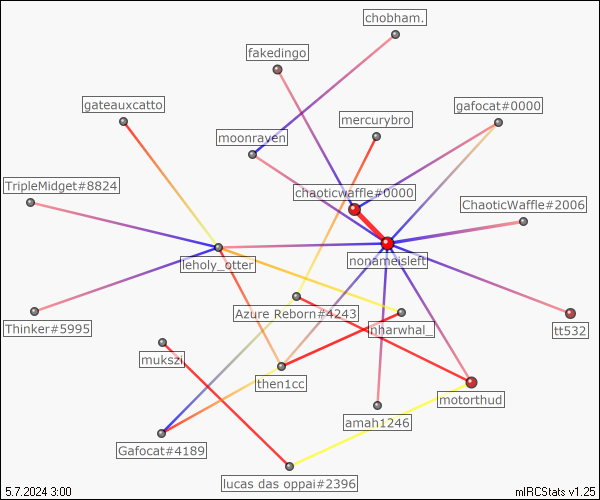 chobham.
fakedingo
gateauxcatto
gafocat#0000
mercurybro
moonraven
TripleMidget#8824
chaoticwaffle#0000
ChaoticWaffle#2006
leholy_otter
nonameisleft
Azure Reborn#4243
Thinker#5995
nharwhal_
tt532
mukszi
then1cc
motorthud
amah1246
Gafocat#4189
lucas das oppai#2396
5.7.2024 3:00
mIRCStats v1.25